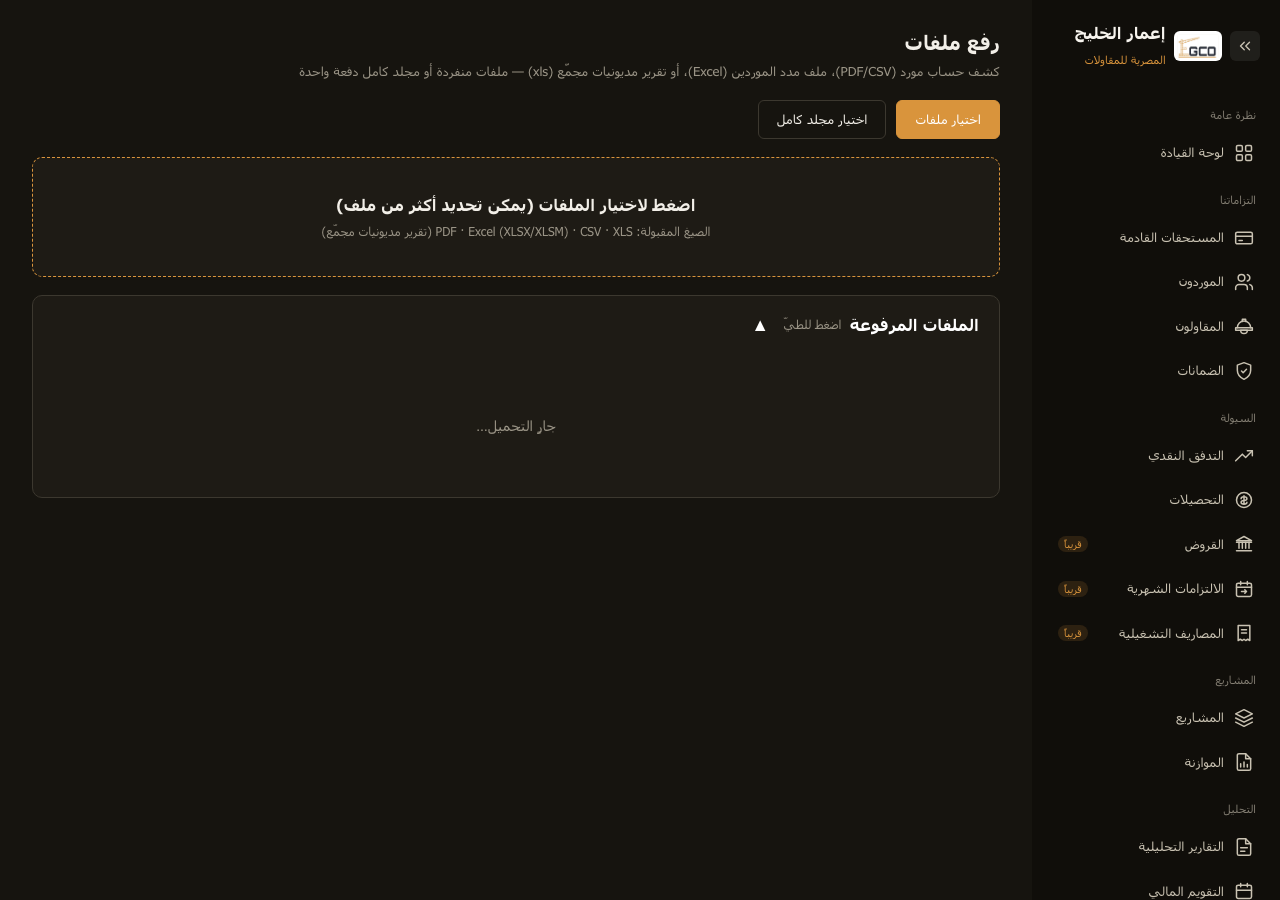 إعمار الخليج
المصرية للمقاولات
GCO
نظرة عامة
لوحة القيادة
التزاماتنا
المستحقات القادمة
الموردون
المقاولون
الضمانات
السيولة
التدفق النقدي
التحصيلات
القروض قريباً
الالتزامات الشهرية قريباً
المصاريف التشغيلية قريباً
المشاريع
المشاريع
الموازنة
التحليل
التقارير التحليلية
التقويم المالي
رفع ملفات
كشف حساب مورد (PDF/CSV)، ملف مدد الموردين (Excel)، أو تقرير مديونيات مجمّع (xls) — ملفات منفردة أو مجلد كامل دفعة واحدة
اختيار ملفات
اختيار مجلد كامل
اضغط لاختيار الملفات (يمكن تحديد أكثر من ملف)
الصيغ المقبولة: PDF · Excel (XLSX/XLSM) · CSV · XLS (تقرير مديونيات مجمّع)
الملفات المرفوعة اضغط للطيّ ▲
جارٍ التحميل...